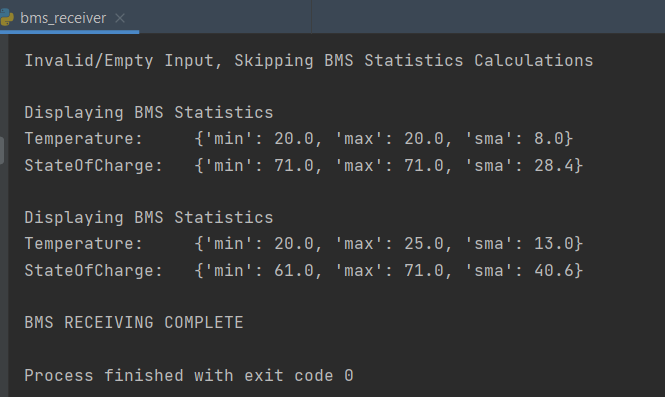 bms_receiver ×
Invalid/Empty Input, Skipping BMS Statistics Calculations
Displaying BMS Statistics
Temperature: {'min': 20.0, 'max': 20.0, 'sma': 8.0}
StateOfCharge: {'min': 71.0, 'max': 71.0, 'sma': 28.4}
Displaying BMS Statistics
Temperature: {'min': 20.0, 'max': 25.0, 'sma': 13.0}
StateOfCharge: {'min': 61.0, 'max': 71.0, 'sma': 40.6}
BMS RECEIVING COMPLETE
Process finished with exit code 0